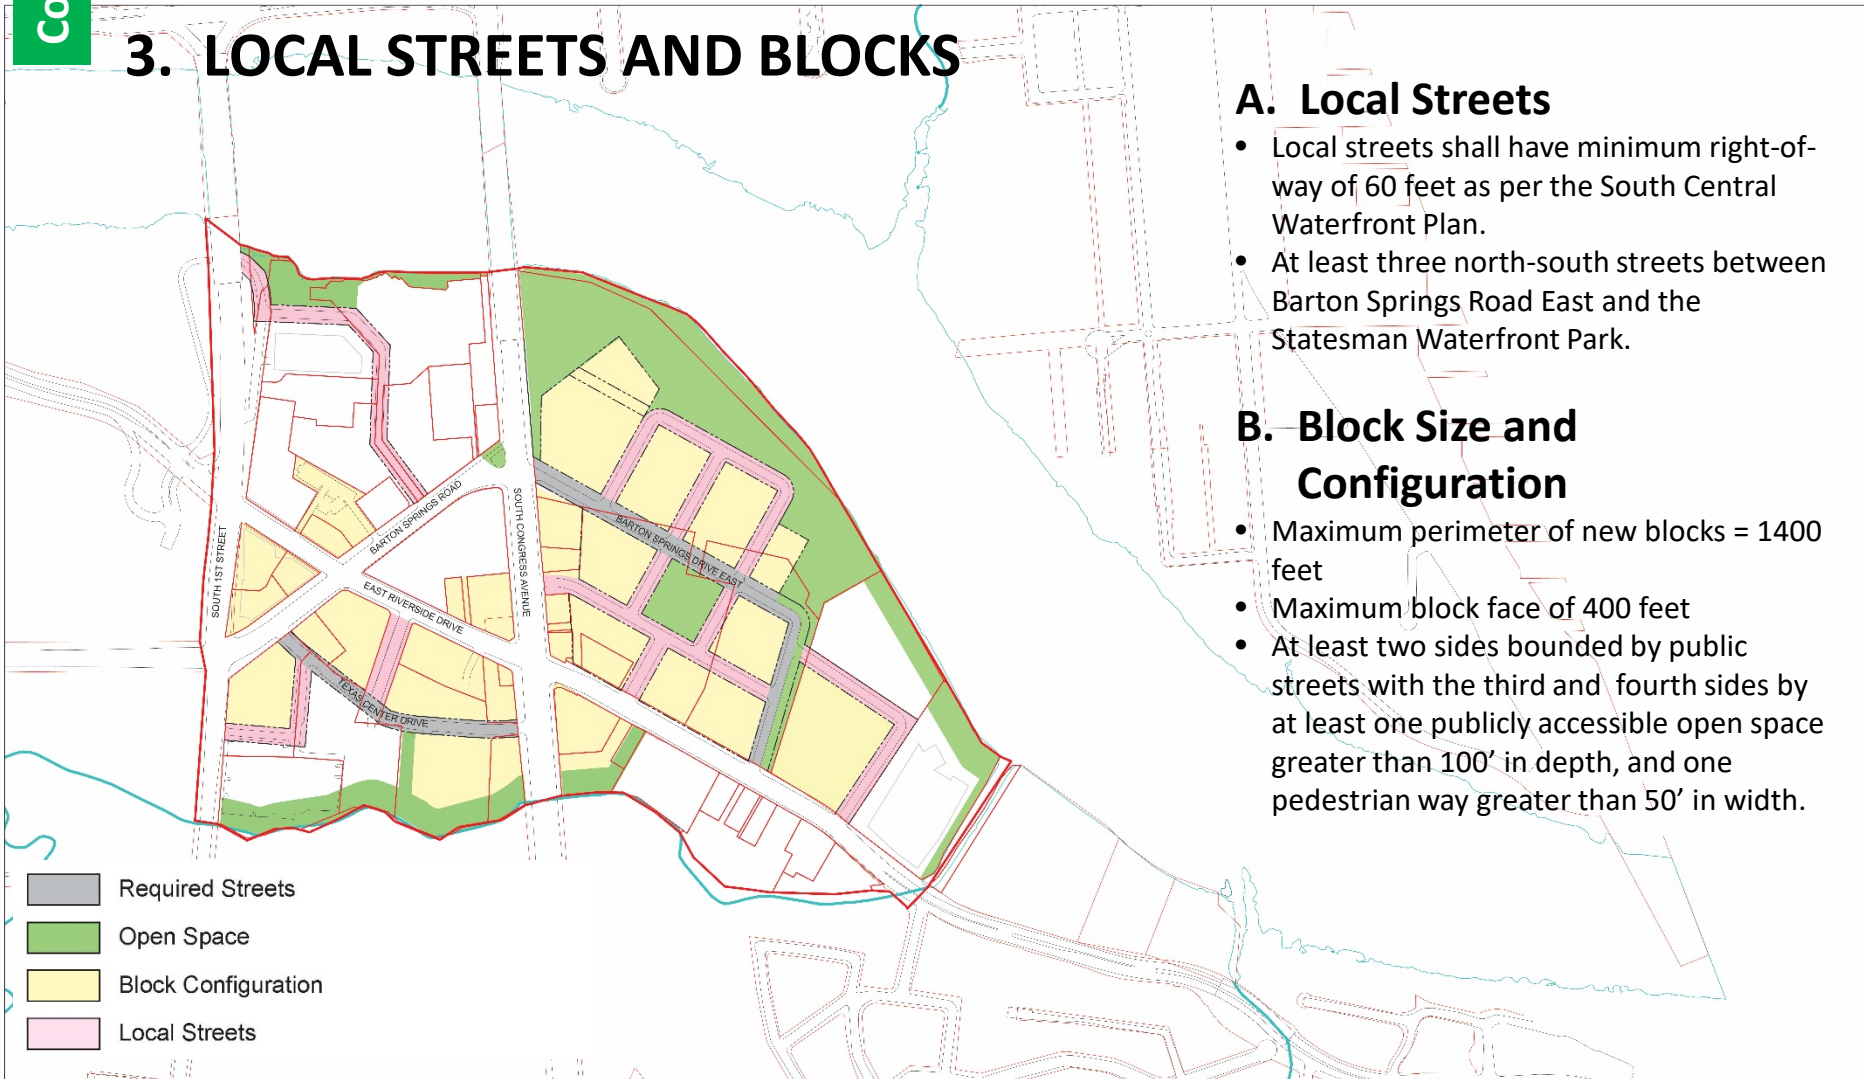 Co
3. LOCAL STREETS AND BLOCKS
A. Local Streets
• Local streets shall have minimum right-of-
way of 60 feet as per the South Central
Waterfront Plan.
• At least three north-south streets between
Barton Springs Road East and the
Statesman Waterfront Park.
B. Block Size and
Configuration
• Maximum perimeter of new blocks = 1400
feet
• Maximum block face of 400 feet
• At least two sides bounded by public
streets with the third and fourth sides by
at least one publicly accessible open space
greater than 100’ in depth, and one
pedestrian way greater than 50’ in width.
SOUTH 1ST STREET
BARTON SPRINGS ROAD
SOUTH CONGRESS AVENUE
BARTON SPRINGS DRIVE EAST
EAST RIVERSIDE DRIVE
TEXAS CENTER DRIVE
Required Streets
Open Space
Block Configuration
Local Streets